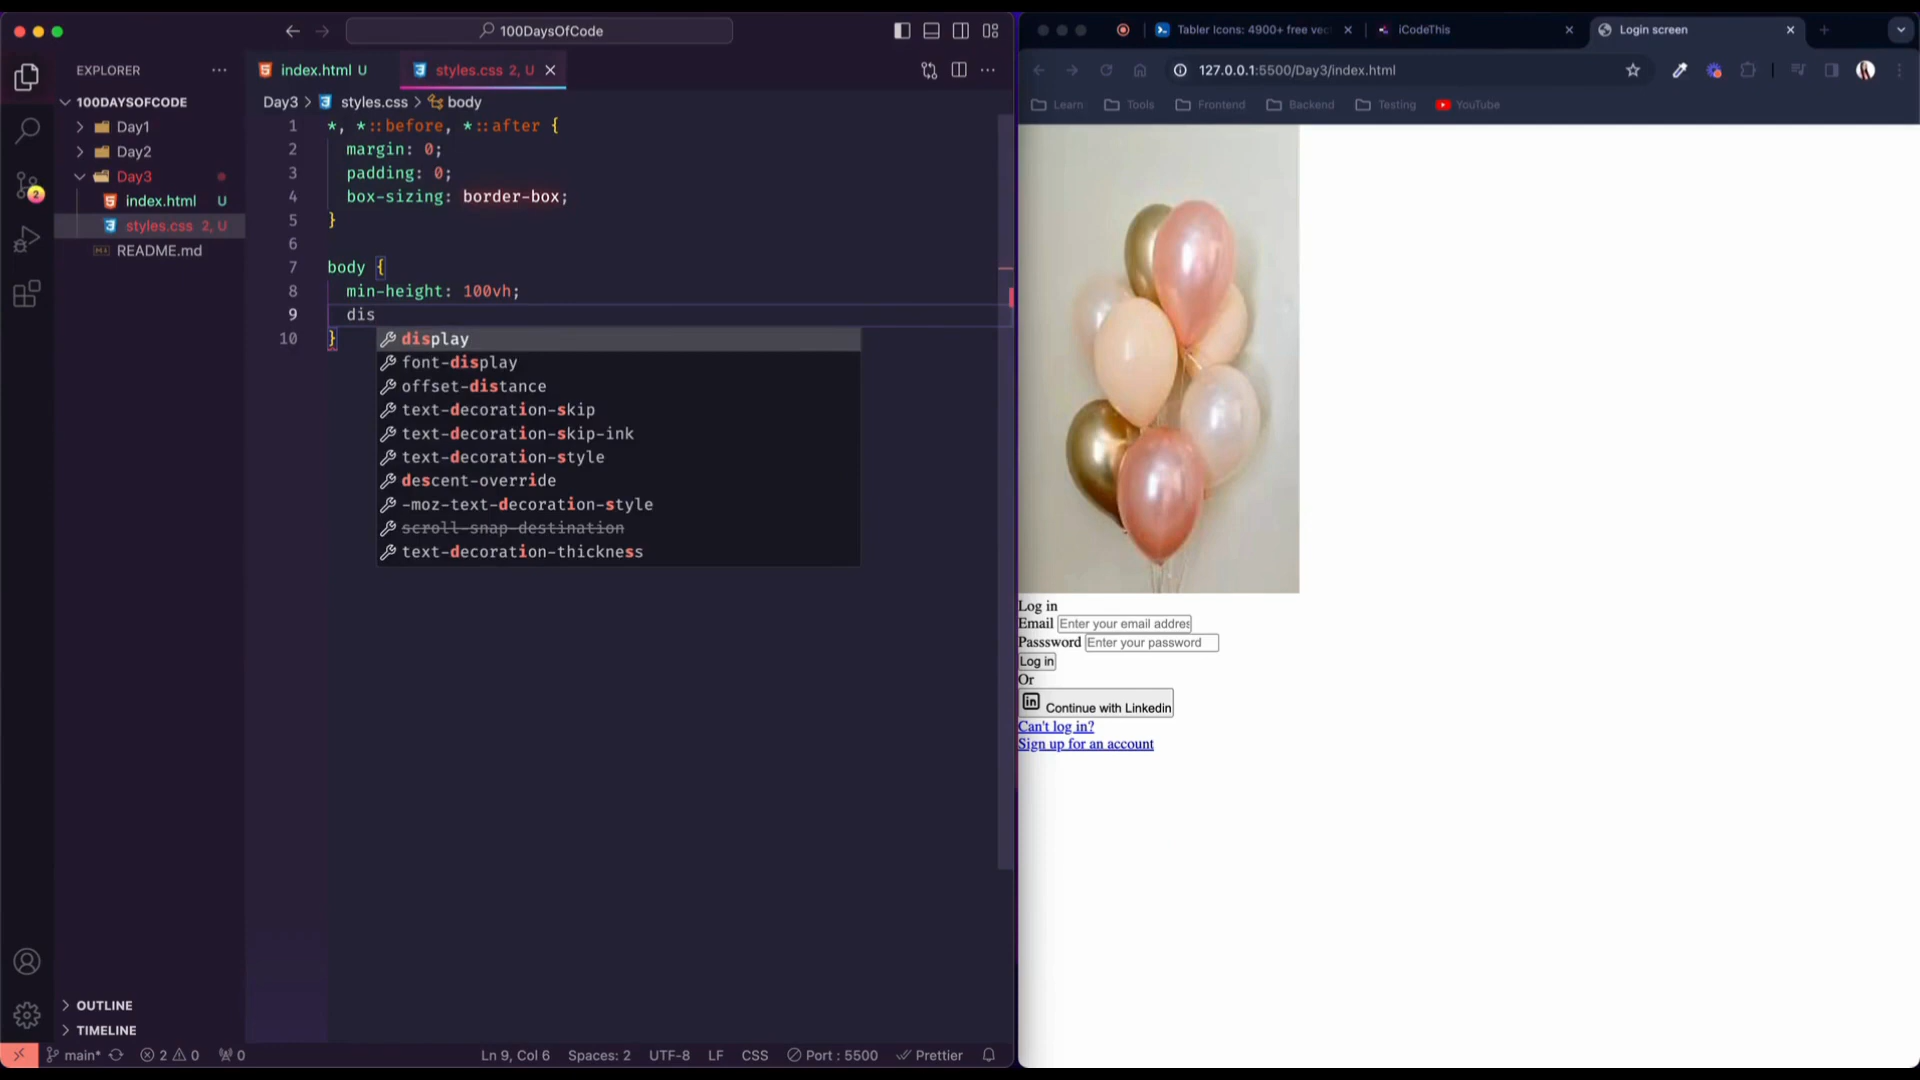 100DaysOfCode
EXPLORER
100DAYSOFCODE
Day1
Day2
Day3
index.html U
styles.css 2, U
README.md
OUTLINE
TIMELINE
index.html U
styles.css 2, U
Day3 > styles.css > body
1 *, *::before, *::after {
2 margin: 0;
3 padding: 0;
4 box-sizing: border-box;
5 }
6
7 body {
8 min-height: 100vh;
9 dis
10 }
display
font-display
offset-distance
text-decoration-skip
text-decoration-skip-ink
text-decoration-style
descent-override
-moz-text-decoration-style
scroll-snap-destination
text-decoration-thickness
main* 2 0 0 Ln 9, Col 6 Spaces: 2 UTF-8 LF CSS Port : 5500 Prettier
Tabler Icons: 4900+ free vec
iCodeThis
Login screen
127.0.0.1:5500/Day3/index.html
Learn Tools Frontend Backend Testing YouTube
Log in
Email Enter your email addres
Passsword Enter your password
Log in
Or
in Continue with Linkedin
Can't log in?
Sign up for an account